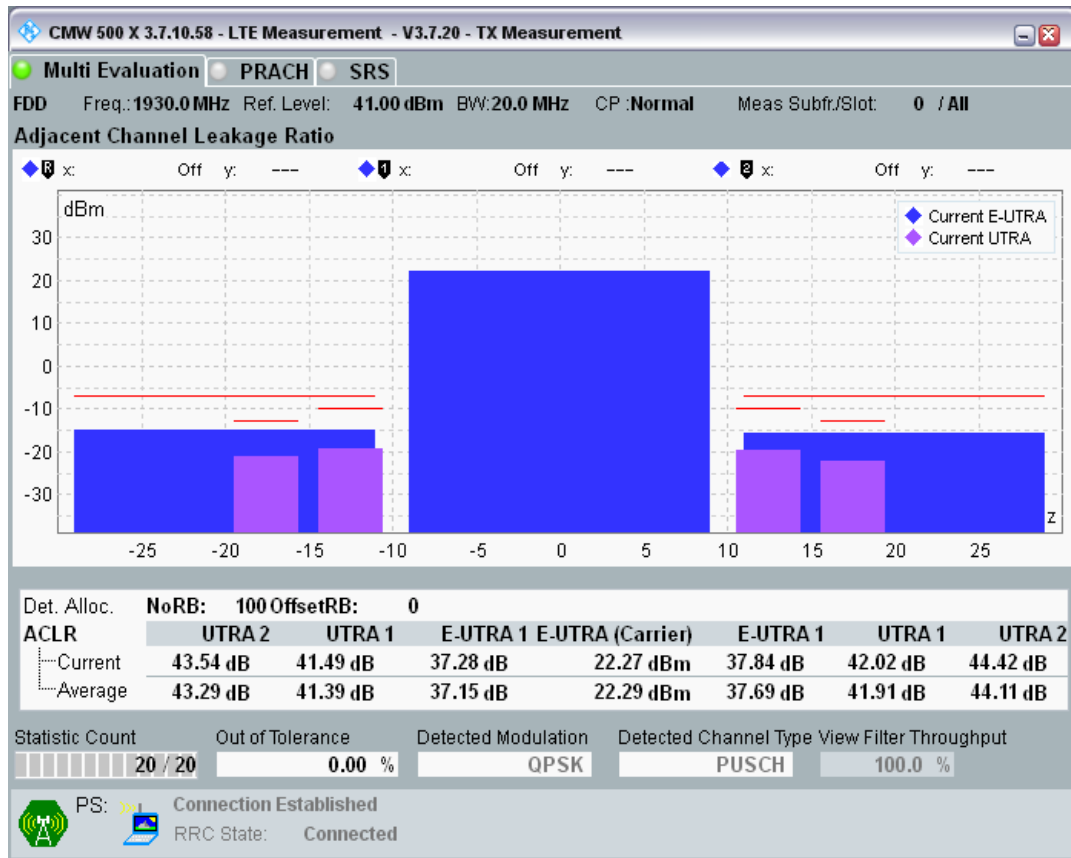 CMW 500 X 3.7.10.58 - LTE Measurement - V3.7.20 - TX Measurement
Multi Evaluation PRACH SRS
FDD Freq.:1930.0 MHz Ref. Level: 41.00 dBm BW:20.0 MHz CP :Normal Meas Subfr./Slot: 0 / All
Adjacent Channel Leakage Ratio
R x: Off y: --- 1 x: Off y: --- 2 x: Off y: ---
dBm
Current E-UTRA
Current UTRA
30
20
10
0
-10
-20
-30
z
-25 -20 -15 -10 -5 0 5 10 15 20 25
Det. Alloc. NoRB: 100 OffsetRB: 0
ACLR UTRA 2 UTRA 1 E-UTRA 1 E-UTRA (Carrier) E-UTRA 1 UTRA 1 UTRA 2
Current 43.54 dB 41.49 dB 37.28 dB 22.27 dBm 37.84 dB 42.02 dB 44.42 dB
Average 43.29 dB 41.39 dB 37.15 dB 22.29 dBm 37.69 dB 41.91 dB 44.11 dB
Statistic Count Out of Tolerance Detected Modulation Detected Channel Type View Filter Throughput
20 / 20 0.00 % QPSK PUSCH 100.0 %
PS: Connection Established
RRC State: Connected